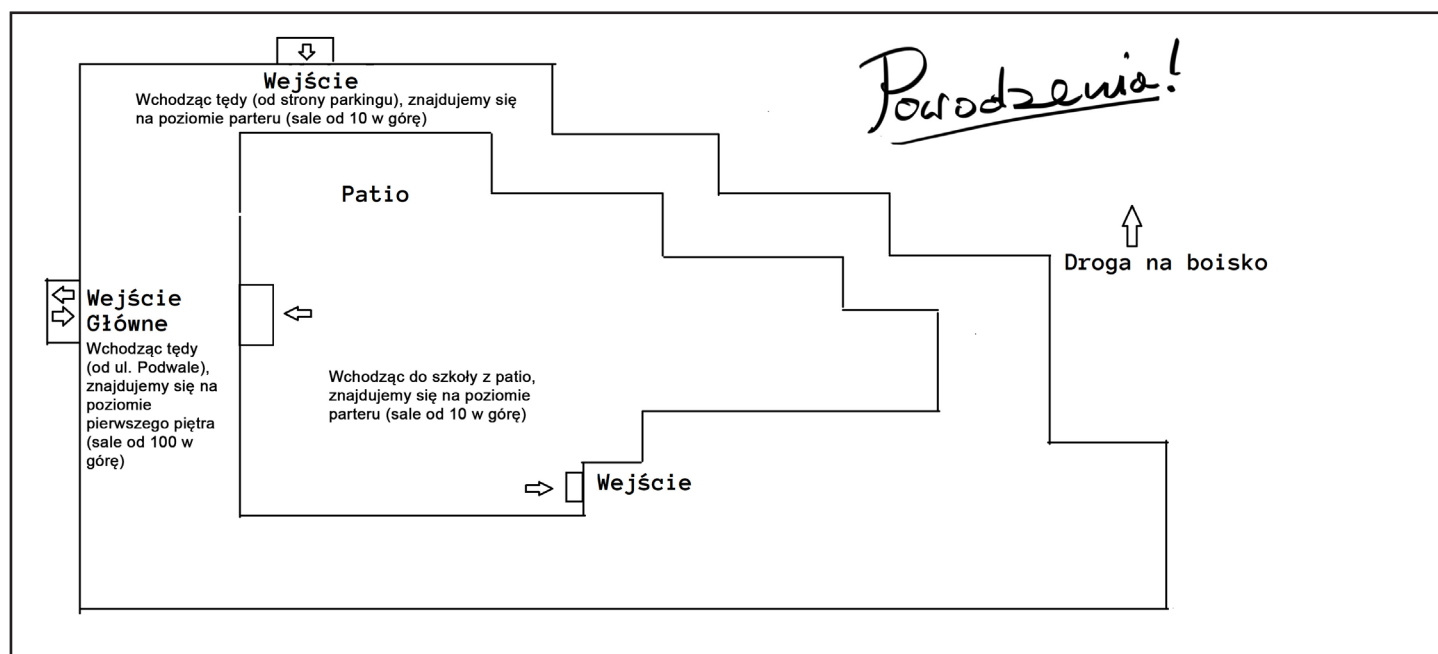 Powodzenia!
Wejście
Wchodząc tędy (od strony parkingu), znajdujemy się
na poziomie parteru (sale od 10 w górę)
Patio
Droga na boisko
Wejście
Główne
Wchodząc tędy
(od ul. Podwale),
znajdujemy się na
poziomie
pierwszego piętra
(sale od 100 w
górę)
Wchodząc do szkoły z patio,
znajdujemy się na poziomie
parteru (sale od 10 w górę)
Wejście